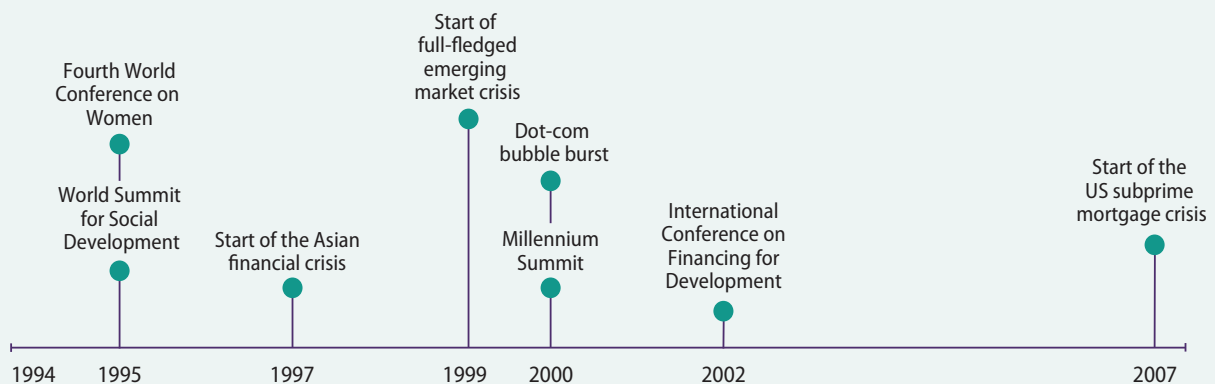 Fourth World
Conference on
Women
World Summit
for Social
Development
Start of the Asian
financial crisis
Start of
full-fledged
emerging
market crisis
Dot-com
bubble burst
Millennium
Summit
International
Conference on
Financing for
Development
Start of the
US subprime
mortgage crisis
1994 1995 1997 1999 2000 2002 2007